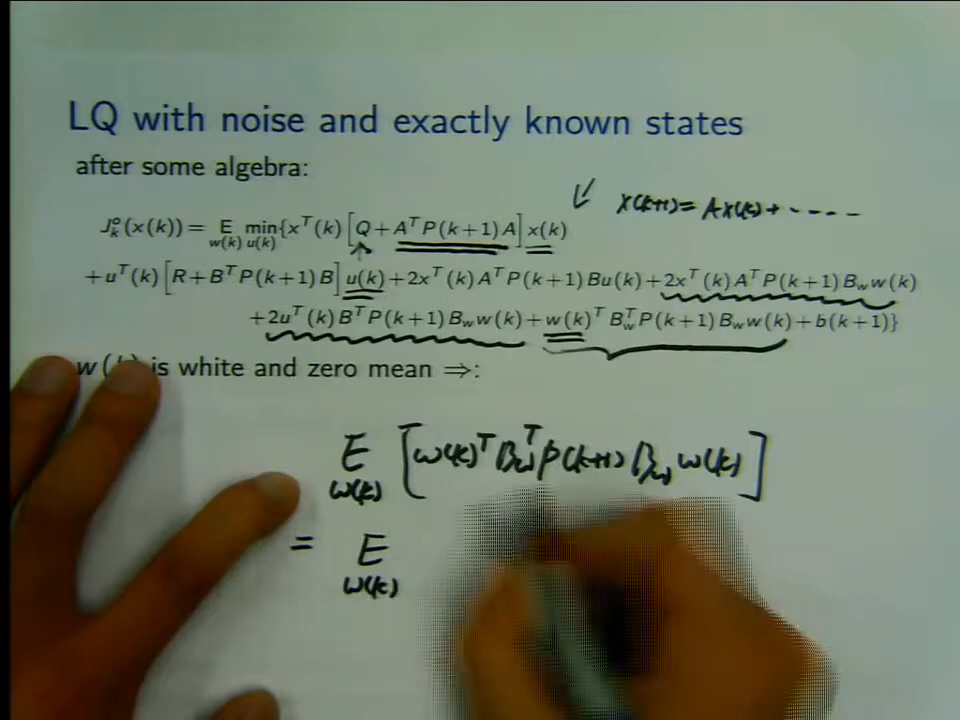 LQ with noise and exactly known states
after some algebra:
x(k+1) = Ax(k) + -----
J_k^o(x(k)) = E_{w(k)} min_{u(k)} {x^T(k) [Q + A^T P(k+1) A] x(k)
+ u^T(k) [R + B^T P(k+1) B] u(k) + 2x^T(k) A^T P(k+1) B u(k) + 2x^T(k) A^T P(k+1) B_w w(k)
+ 2u^T(k) B^T P(k+1) B_w w(k) + w(k)^T B_w^T P(k+1) B_w w(k) + b(k+1)}
is white and zero mean ⇒:
E_{w(k)} [w(k)^T B_w^T P(k+1) B_w w(k)]
= E_{w(k)}